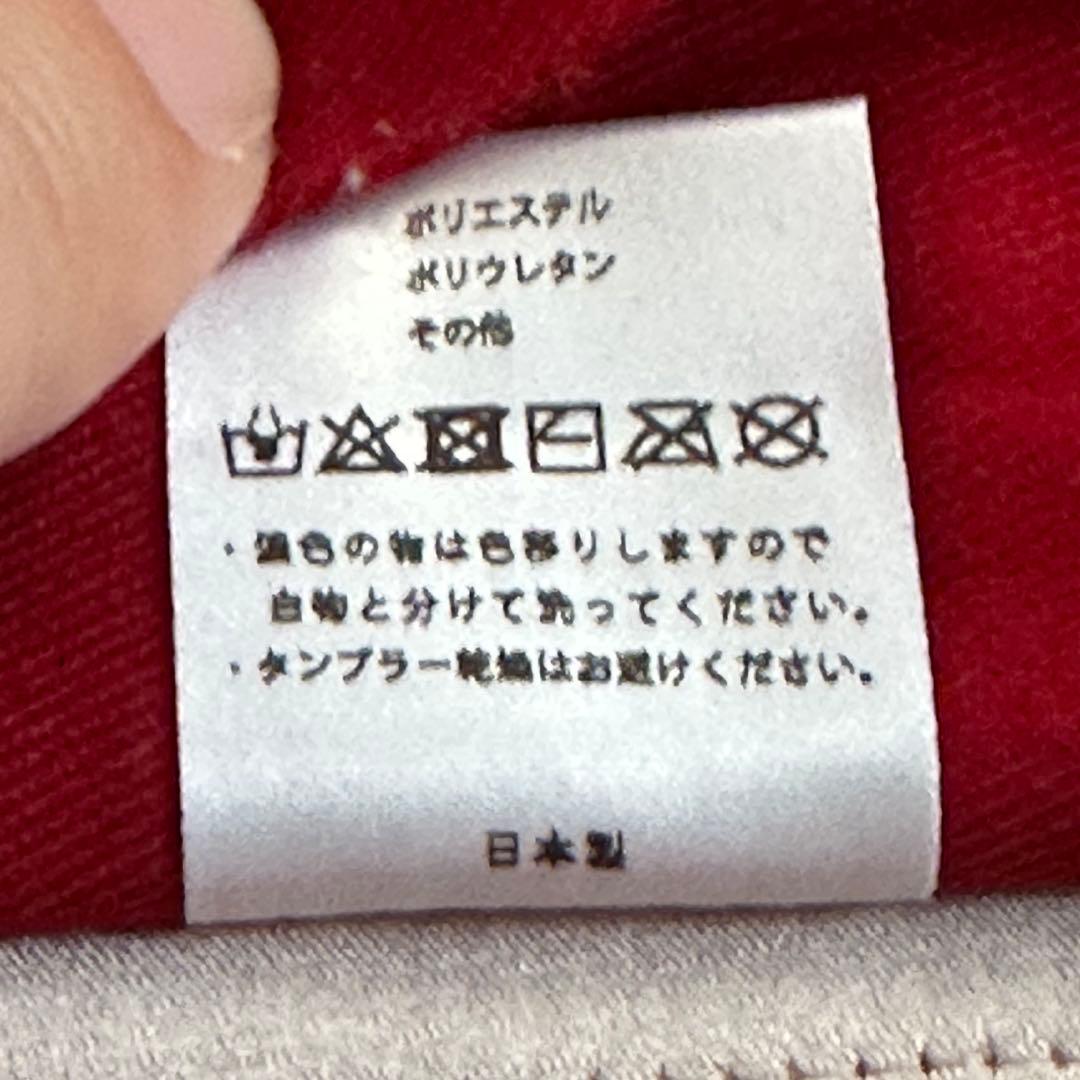 ポリエステル
ポリウレタン
その他
・濃色の物は色移りしますので
白物と分けて洗ってください。
・タンブラー乾燥はお避けください。
日本製